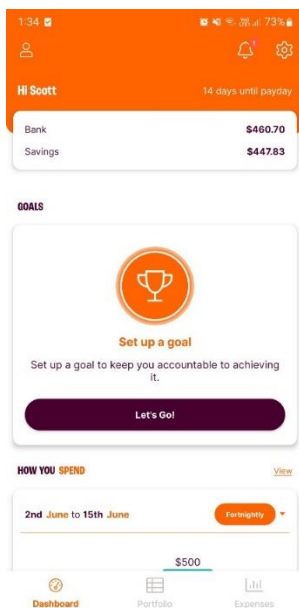 1:34 73%
Hi Scott 14 days until payday
Bank $460.70
Savings $447.83
GOALS
Set up a goal
Set up a goal to keep you accountable to achieving
it.
Let's Go!
HOW YOU SPEND View
2nd June to 15th June Fortnightly
$500
Dashboard Portfolio Expenses